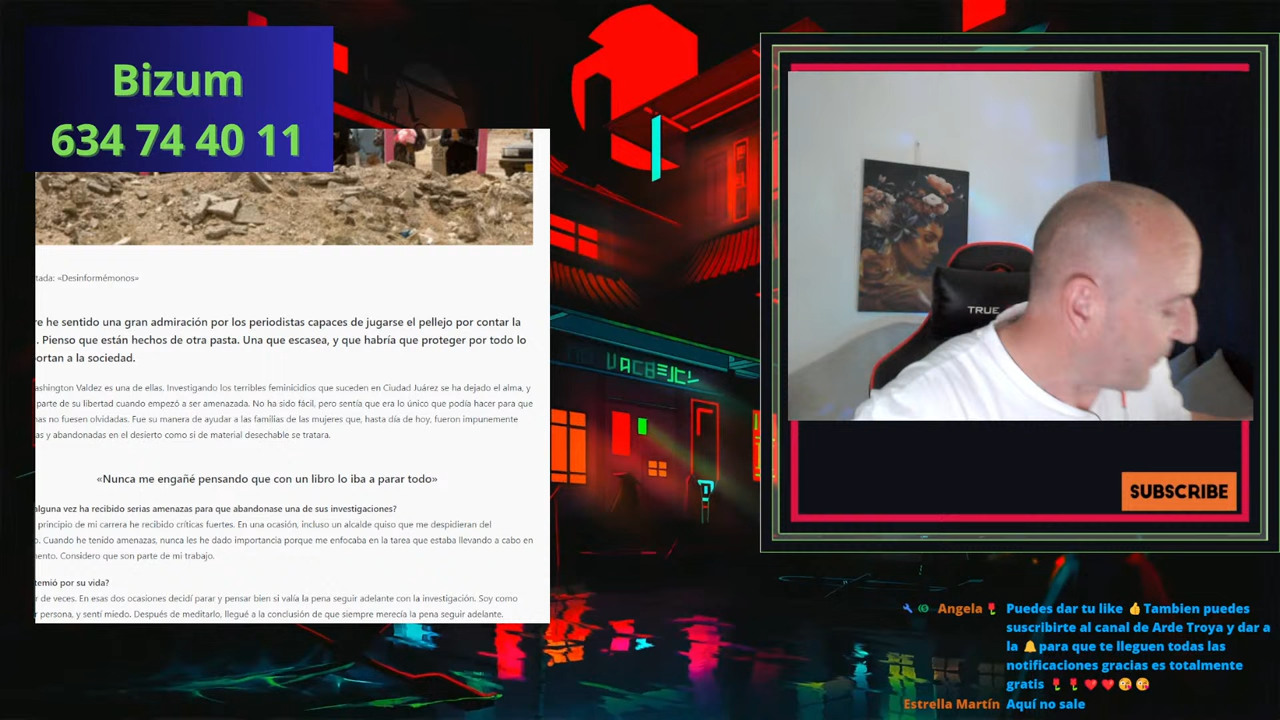 Bizum
634 74 40 11
tada: «Desinformémonos»
re he sentido una gran admiración por los periodistas capaces de jugarse el pellejo por contar la
. Pienso que están hechos de otra pasta. Una que escasea, y que habría que proteger por todo lo
ortan a la sociedad.
ashington Valdez es una de ellas. Investigando los terribles feminicidios que suceden en Ciudad Juárez se ha dejado el alma, y
parte de su libertad cuando empezó a ser amenazada. No ha sido fácil, pero sentía que era lo único que podía hacer para que
nas no fuesen olvidadas. Fue su manera de ayudar a las familias de las mujeres que, hasta día de hoy, fueron impunemente
as y abandonadas en el desierto como si de material desechable se tratara.
«Nunca me engañé pensando que con un libro lo iba a parar todo»
alguna vez ha recibido serias amenazas para que abandonase una de sus investigaciones?
principio de mi carrera he recibido críticas fuertes. En una ocasión, incluso un alcalde quiso que me despidieran del
o. Cuando he tenido amenazas, nunca les he dado importancia porque me enfocaba en la tarea que estaba llevando a cabo en
ento. Considero que son parte de mi trabajo.
temió por su vida?
r de veces. En esas dos ocasiones decidí parar y pensar bien si valía la pena seguir adelante con la investigación. Soy como
r persona, y sentí miedo. Después de meditarlo, llegué a la conclusión de que siempre merecía la pena seguir adelante.
TRUE
SUBSCRIBE
Angela🌷 Puedes dar tu like 👍Tambien puedes
suscribirte al canal de Arde Troya y dar a
la 🔔para que te lleguen todas las
notificaciones gracias es totalmente
gratis 🌷🌷❤️❤️😘😘
Estrella Martín Aquí no sale